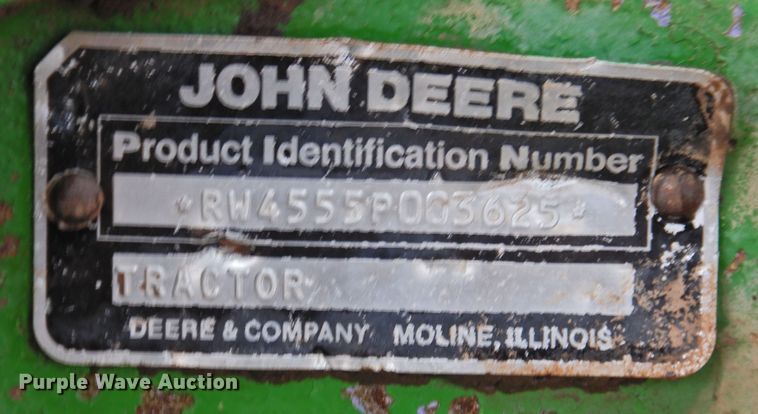 JOHN DEERE
Product Identification Number
*RW4555P003625*
TRACTOR
DEERE & COMPANY MOLINE, ILLINOIS
Purple Wave Auction